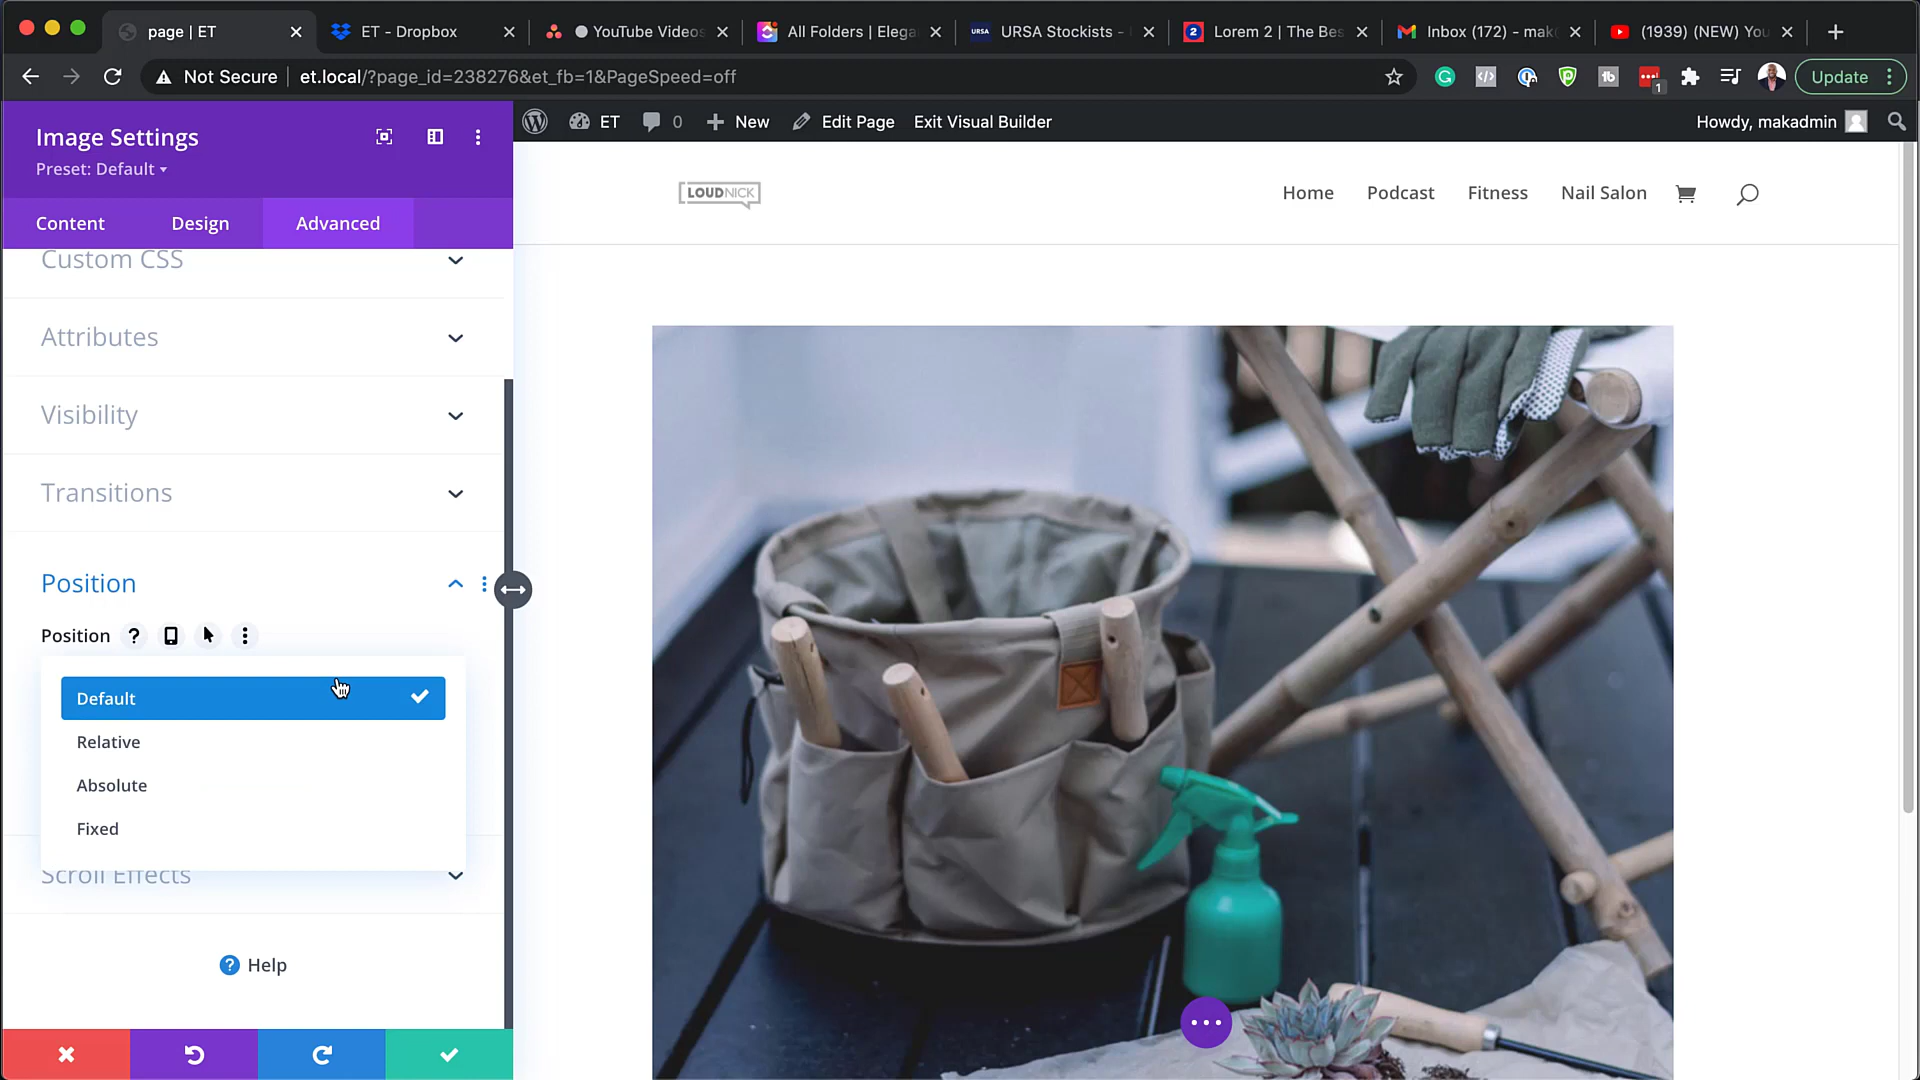 page | ET
ET - Dropbox
YouTube Videos
All Folders | Elega
URSA
URSA Stockists -
2
Lorem 2 | The Bes
Inbox (172) - mak
(1939) (NEW) You
Not Secure
et.local/?page_id=238276&et_fb=1&PageSpeed=off
1
Update
Image Settings
Preset: Default
ET
0
New
Edit Page
Exit Visual Builder
Howdy, makadmin
Content
Design
Advanced
LOUDNICK
Home
Podcast
Fitness
Nail Salon
Custom CSS
Attributes
Visibility
Transitions
Position
Position
?
Default
Relative
Absolute
Fixed
Scroll Effects
? Help